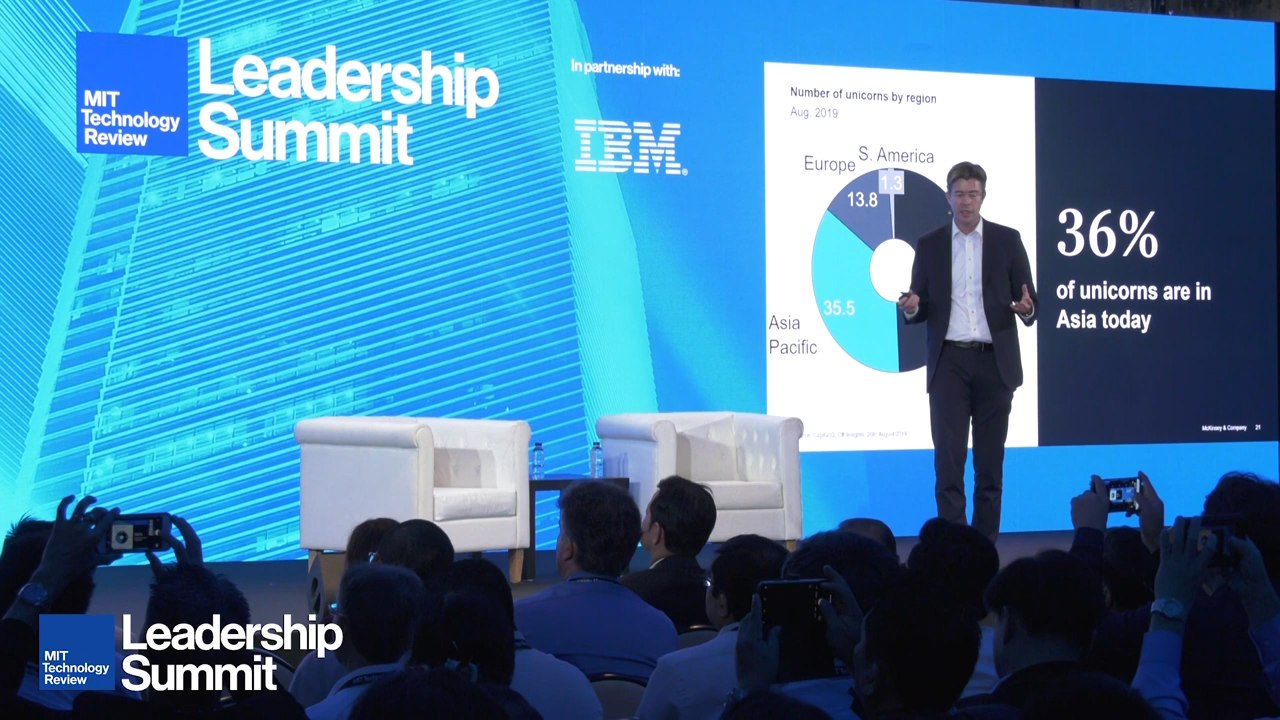 MIT
Technology
Review
Leadership
Summit
In partnership with:
IBM
Number of unicorns by region
Aug. 2019
Europe
S. America
1.3
13.8
35.5
Asia
Pacific
36%
of unicorns are in
Asia today
McKinsey & Company 21
MIT
Technology
Review
Leadership
Summit